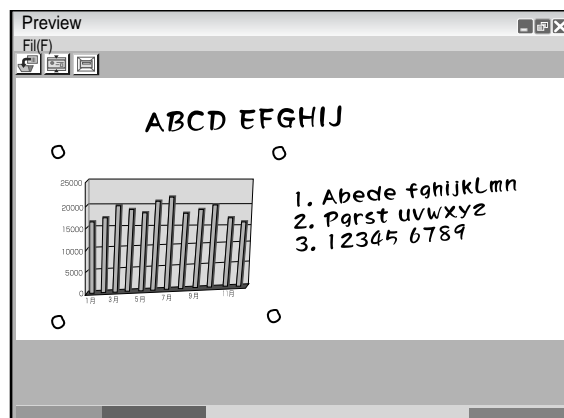 Preview
Fil(F)
ABCD EFGHIJ
25000
20000
15000
10000
5000
0
1月 3月 5月 7月 9月 11月
1. Abede fghijkLmn
2. Pqrst uvwxyz
3. 12345 6789